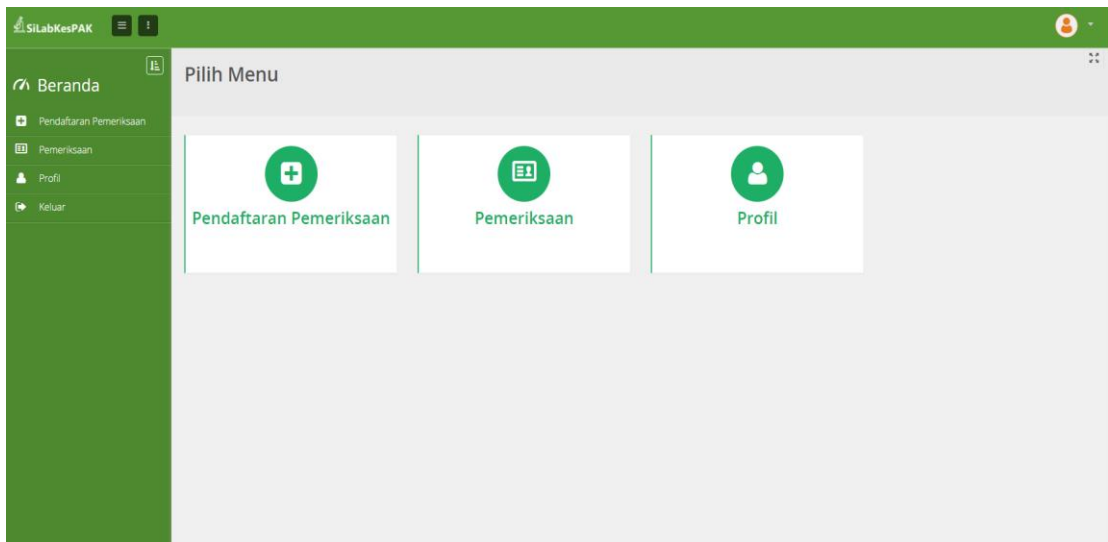 SiLabKesPAK
Beranda
Pendaftaran Pemeriksaan
Pemeriksaan
Profil
Keluar
Pilih Menu
Pendaftaran Pemeriksaan
Pemeriksaan
Profil